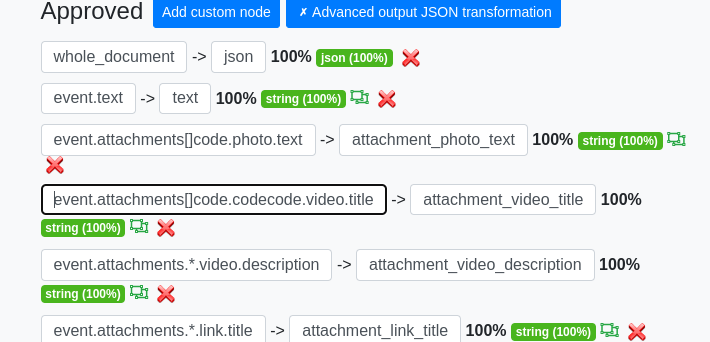 Approved Add custom node ✗ Advanced output JSON transformation
whole_document -> json 100% json (100%) ❌
event.text -> text 100% string (100%) ❌
event.attachments[]code.photo.text -> attachment_photo_text 100% string (100%)
❌
event.attachments[]code.codecode.video.title -> attachment_video_title 100%
string (100%) ❌
event.attachments.*.video.description -> attachment_video_description 100%
string (100%) ❌
event.attachments.*.link.title -> attachment_link_title 100% string (100%) ❌